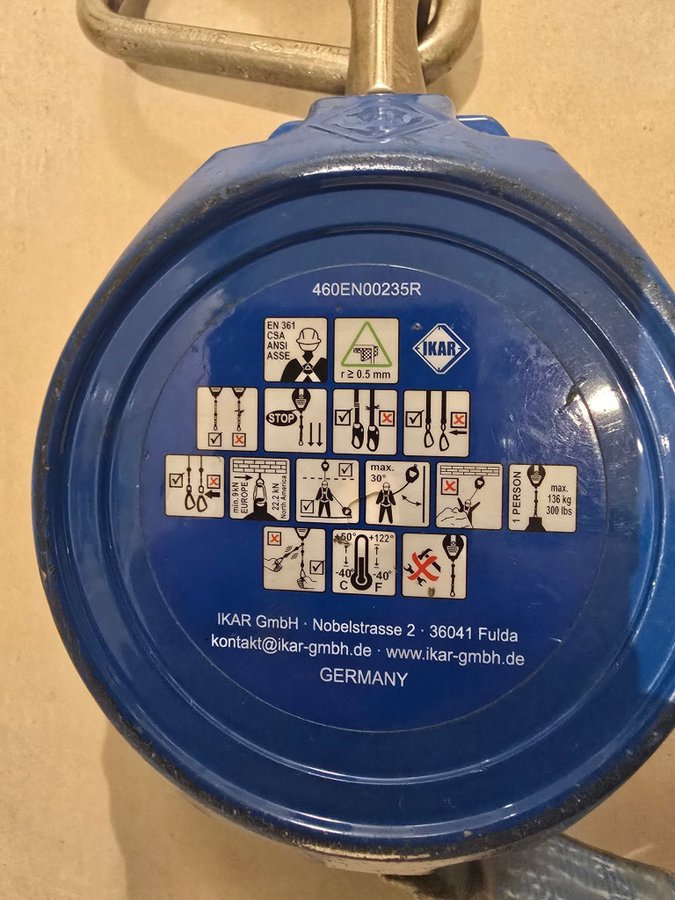 460EN00235R
EN 361
CSA
ANSI
ASSE
r ≥ 0.5 mm
IKAR
STOP
min. 9 kN
EUROPE
22.2 kN
North America
max.
30°
1 PERSON
max.
136 kg
300 lbs
+50° +122°
-40° -40°
C F
IKAR GmbH · Nobelstrasse 2 · 36041 Fulda
kontakt@ikar-gmbh.de · www.ikar-gmbh.de
GERMANY